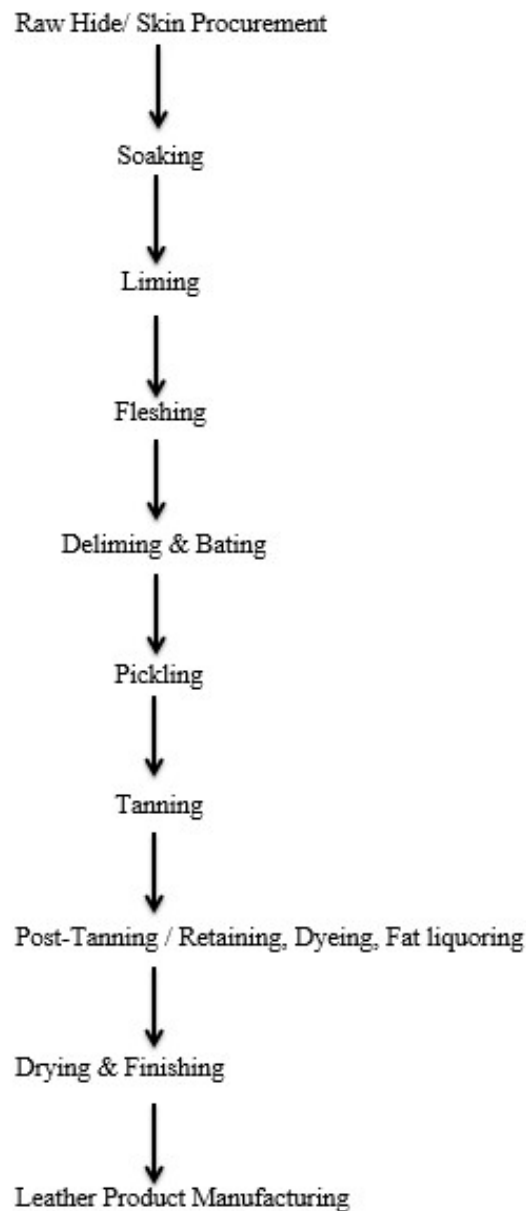 Raw Hide/ Skin Procurement
Soaking
Liming
Fleshing
Deliming & Bating
Pickling
Tanning
Post-Tanning / Retaining, Dyeing, Fat liquoring
Drying & Finishing
Leather Product Manufacturing